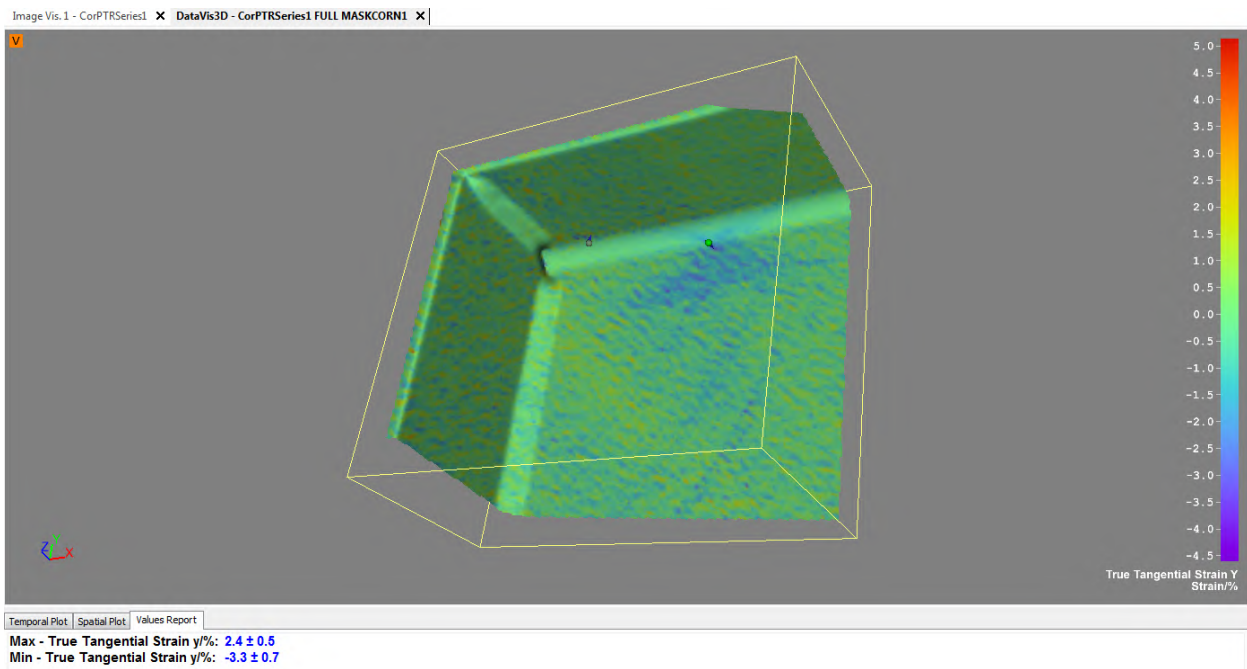 Image Vis. 1 - CorPTRSeries1 DataVis3D - CorPTRSeries1 FULL MASKCORN1
V
5.0
4.5
4.0
3.5
3.0
2.5
2.0
1.5
1.0
0.5
0.0
-0.5
-1.0
-1.5
-2.0
-2.5
-3.0
-3.5
-4.0
-4.5
True Tangential Strain Y
Strain/%
Z Y X
Temporal Plot Spatial Plot Values Report
Max - True Tangential Strain y/%: 2.4 ± 0.5
Min - True Tangential Strain y/%: -3.3 ± 0.7